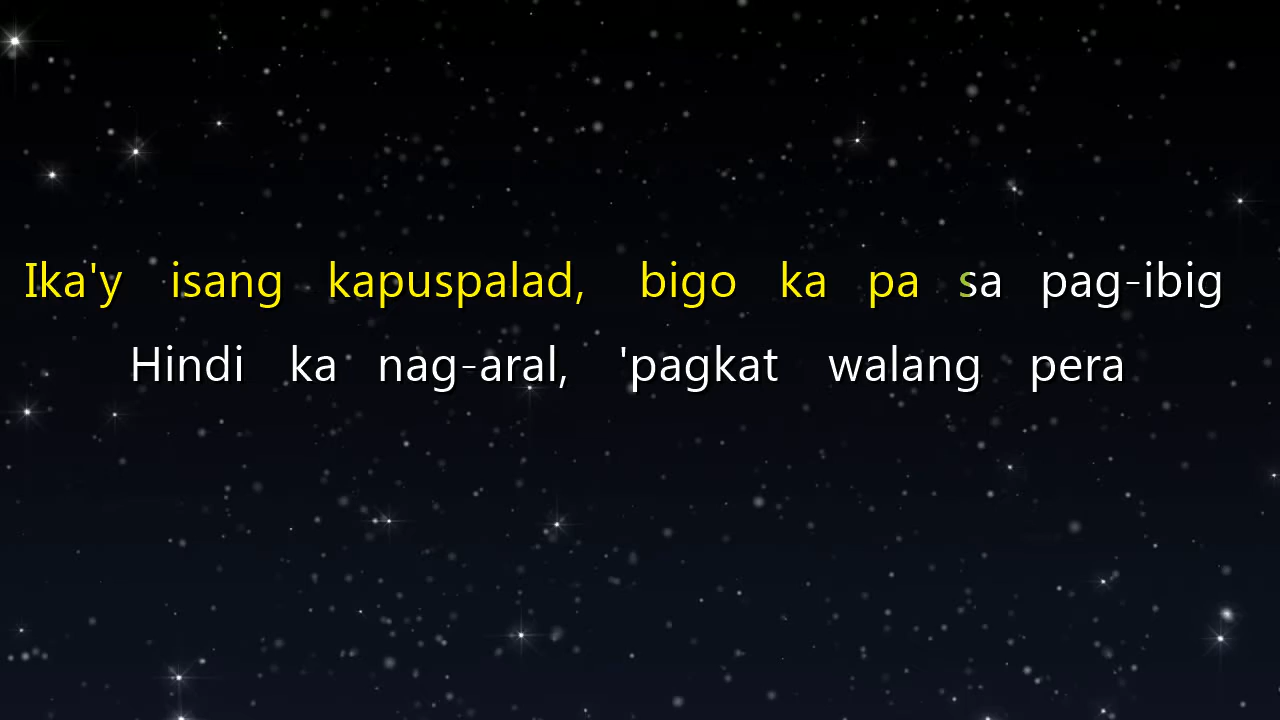 Ika'y isang kapuspalad, bigo ka pa sa pag-ibig
Hindi ka nag-aral, 'pagkat walang pera